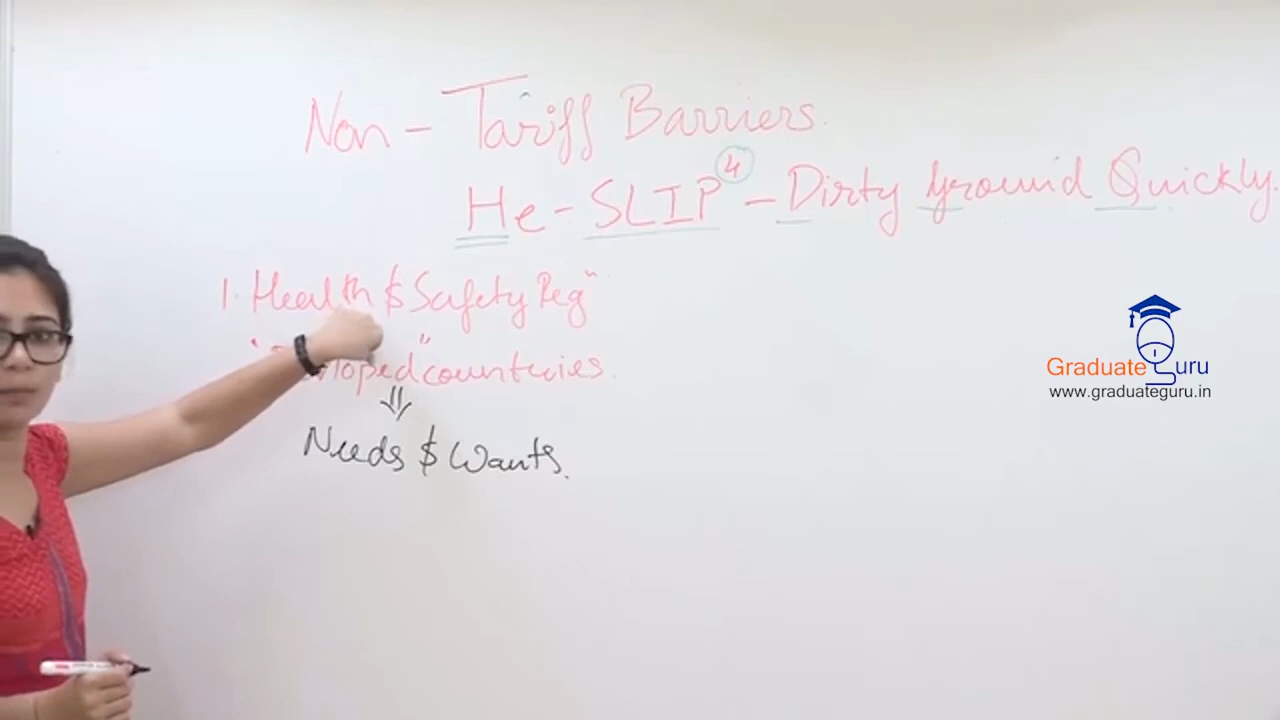 Non - Tariff Barriers.
He - SLIP④ - Dirty Ground Quickly.
1. Health & Safety Reg"
countries.
⇓
Needs & Wants.
Graduate Guru
www.graduateguru.in